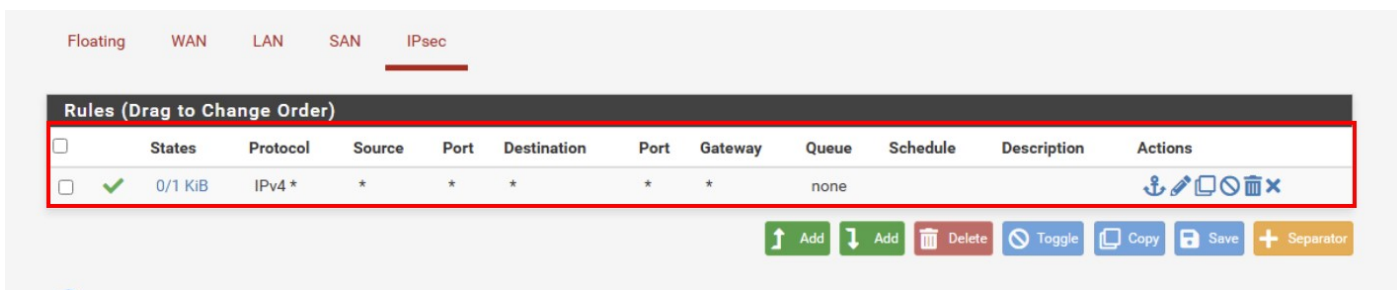 Floating WAN LAN SAN IPsec
Rules (Drag to Change Order)
States Protocol Source Port Destination Port Gateway Queue Schedule Description Actions
0/1 KiB IPv4 * * * * * * none
Add Add Delete Toggle Copy Save Separator